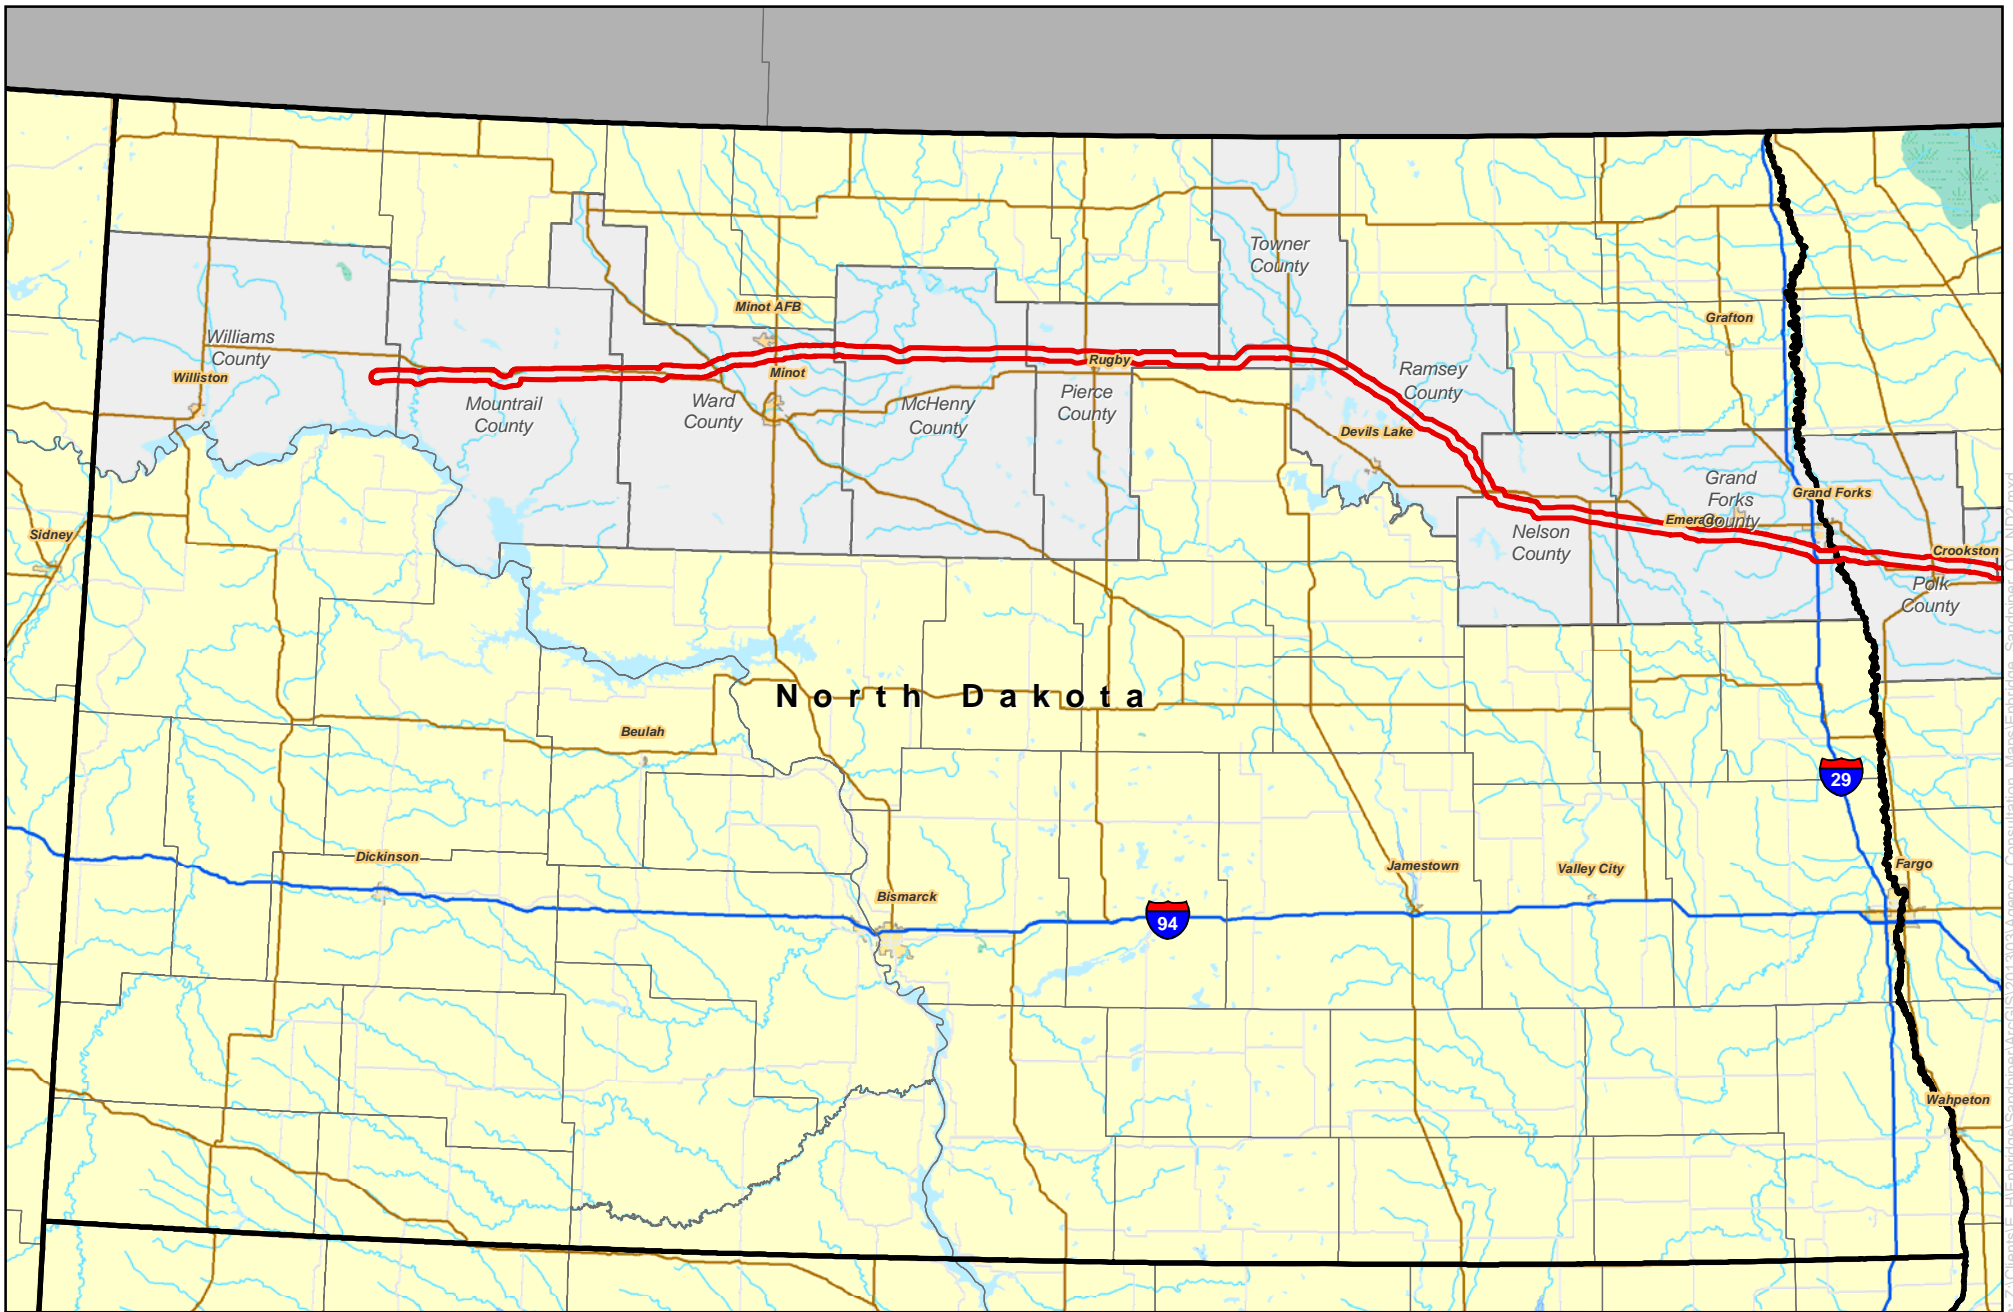 Towner
County
Minot AFB
Williams
County
Grafton
Williston
Minot
Rugby
Ramsey
County
Mountrail
County
Ward
County
McHenry
County
Pierce
County
Devils Lake
Grand
Forks
County
Grand Forks
Emerado
Sidney
Nelson
County
Crookston
Polk
County
North Dakota
Beulah
29
Dickinson
Jamestown
Valley City
Fargo
Bismarck
94
Wahpeton